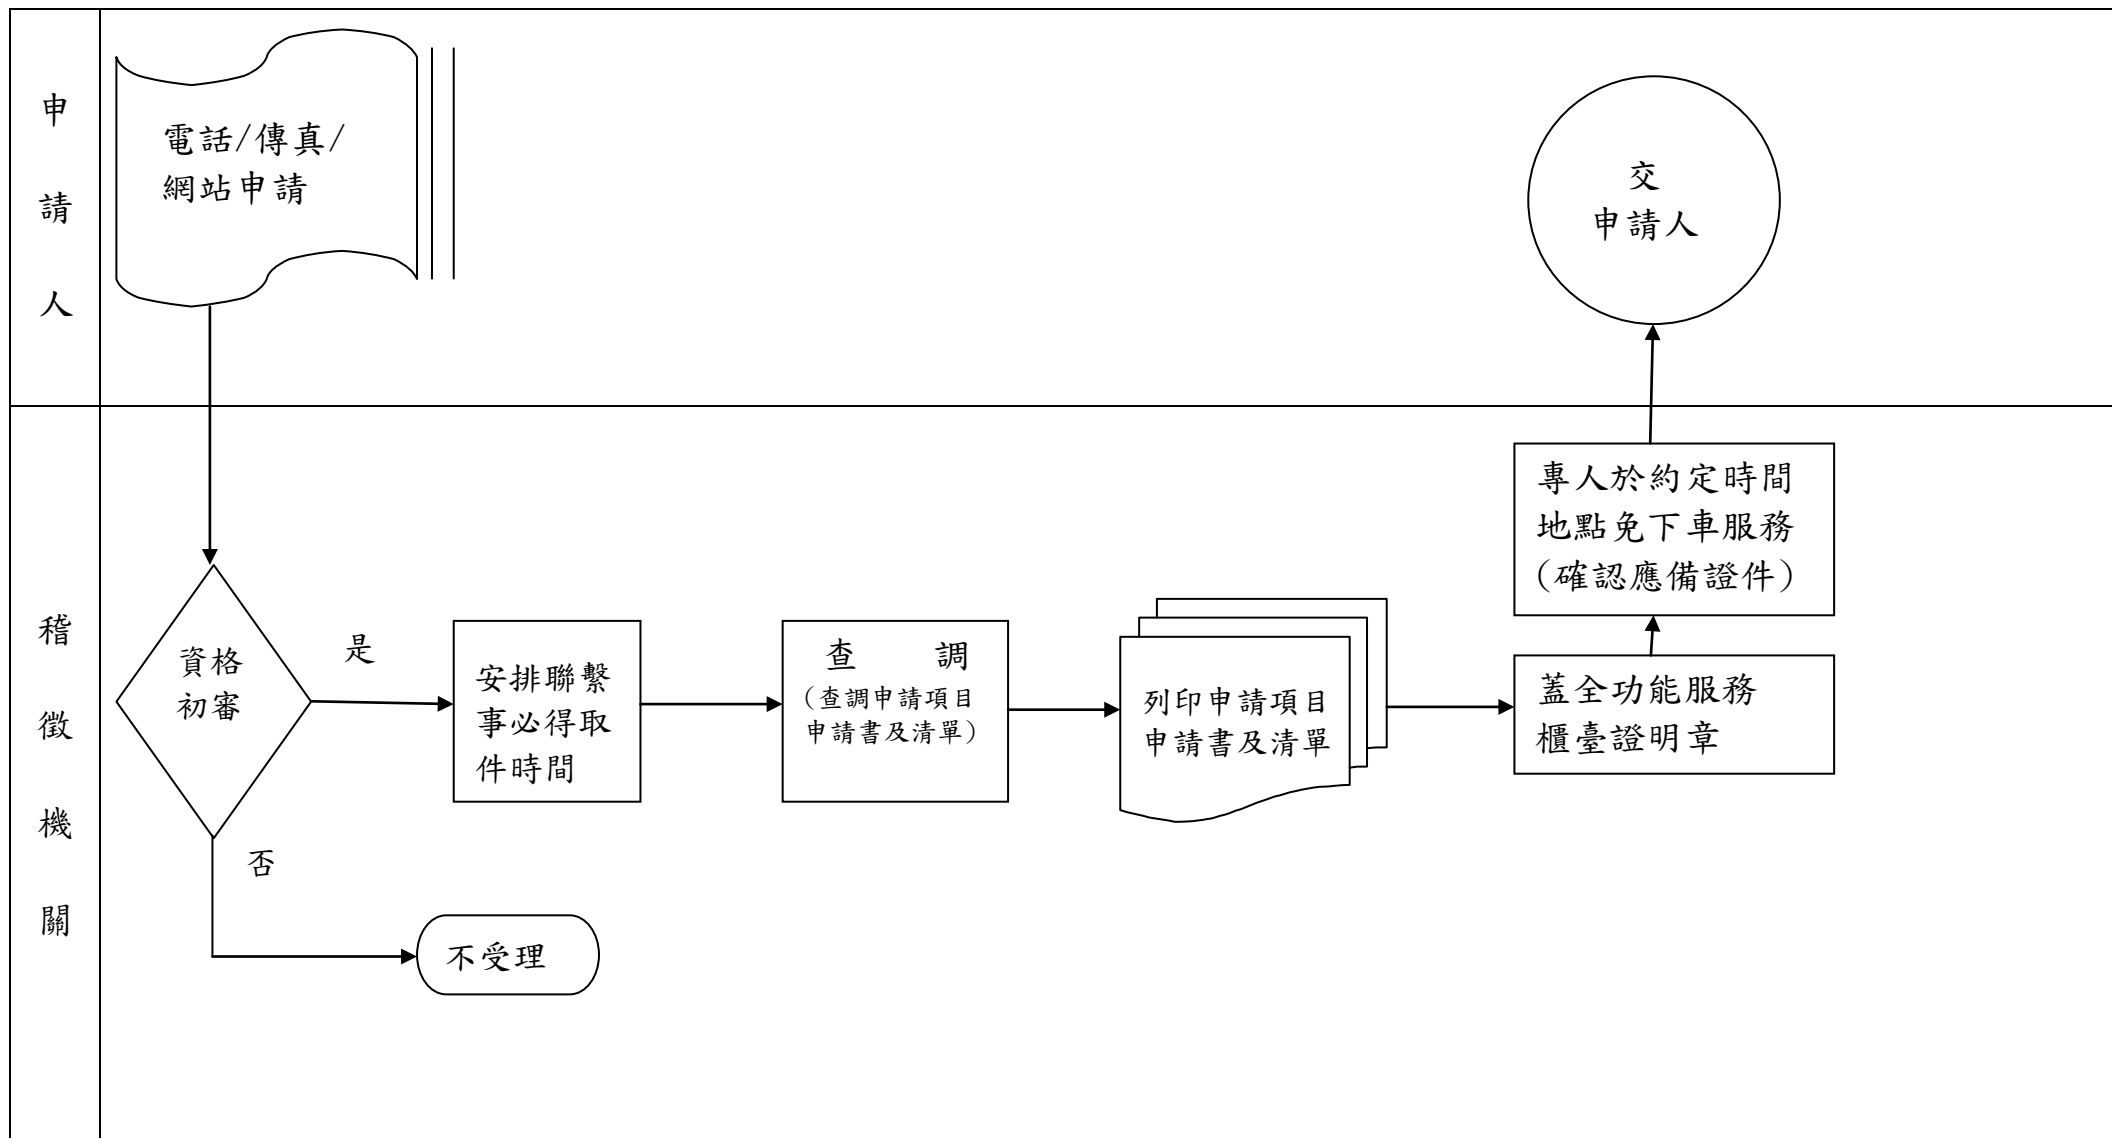 申請人
電話/傳真/
網站申請
交
申請人
稽徵機關
資格
初審
是
否
不受理
安排聯繫
事必得取
件時間
查 調
(查調申請項目
申請書及清單)
列印申請項目
申請書及清單
蓋全功能服務
櫃臺證明章
專人於約定時間
地點免下車服務
(確認應備證件)